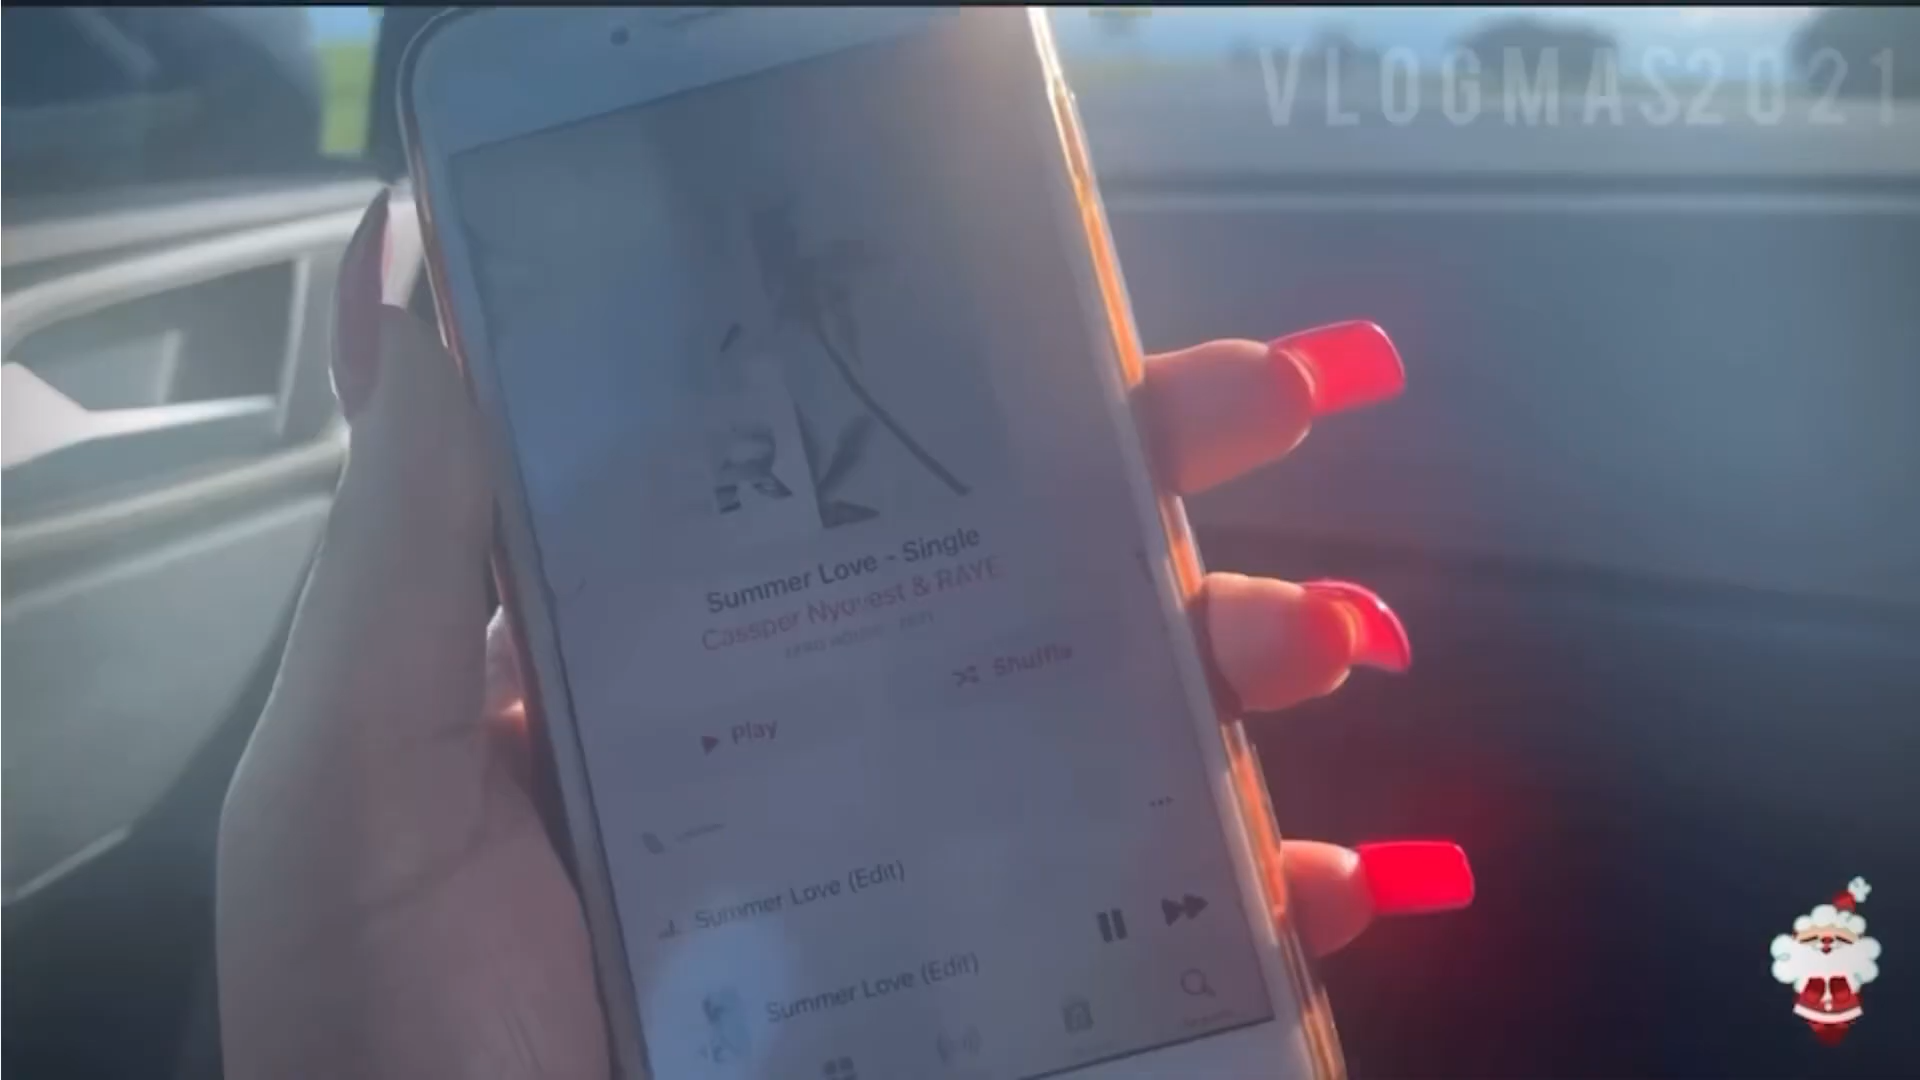 VLOGMAS2021
Summer Love - Single
Cassper Nyovest & RAYE
Shuffle
Play
Summer Love (Edit)
Summer Love (Edit)